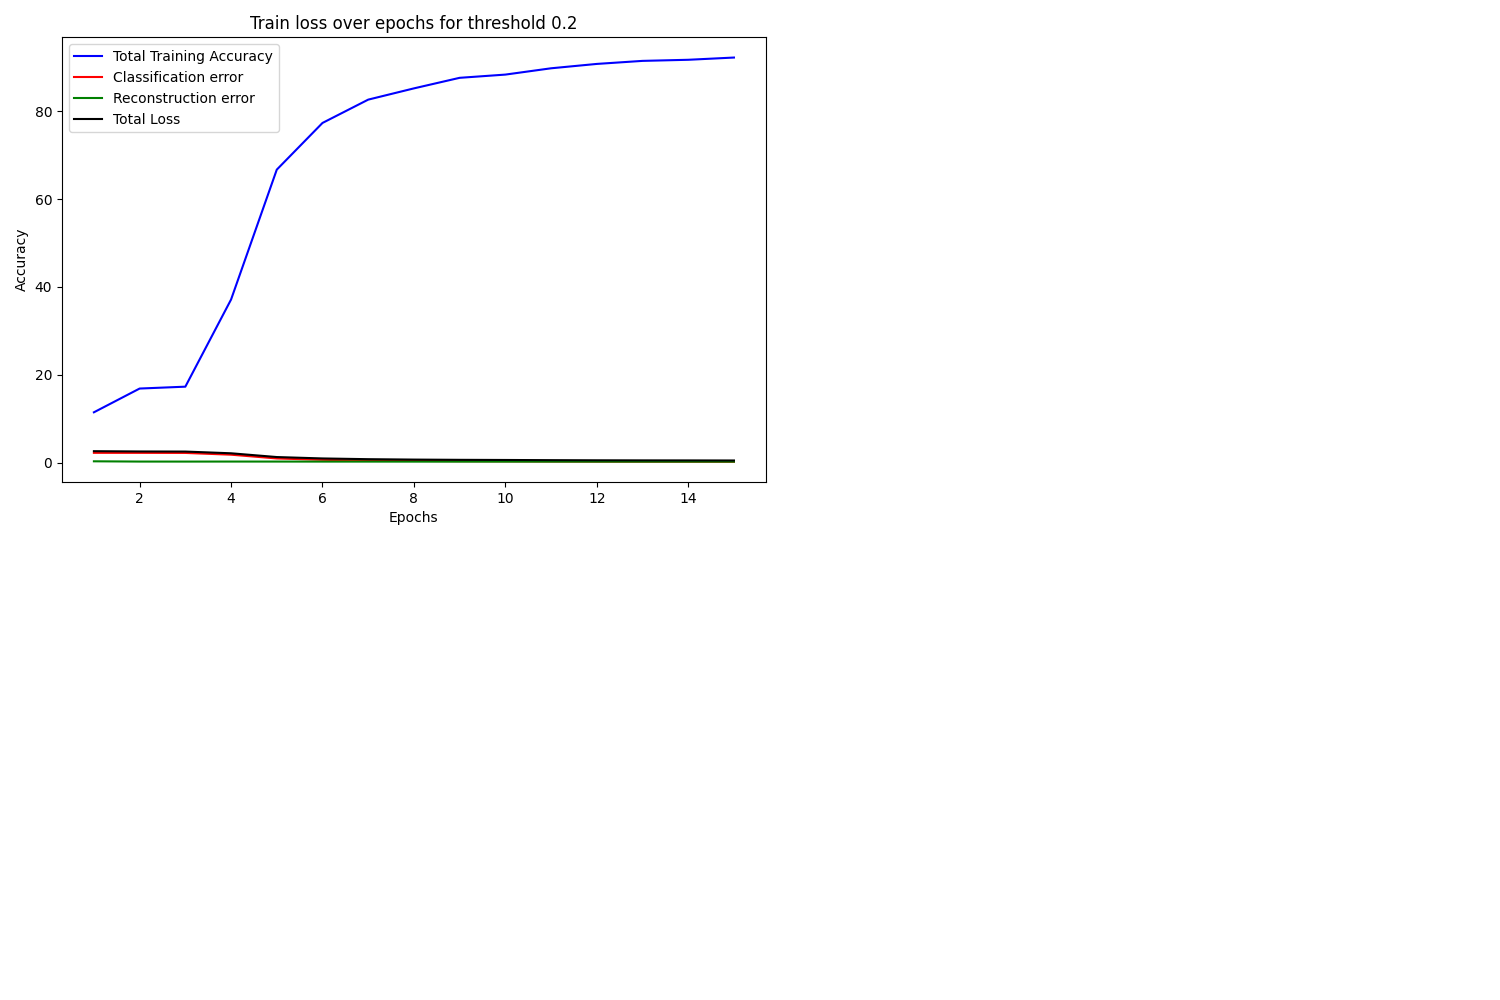 Train loss over epochs for threshold 0.2
Total Training Accuracy
Classification error
Reconstruction error
Total Loss
Accuracy
80
60
40
20
0
2 4 6 8 10 12 14
Epochs